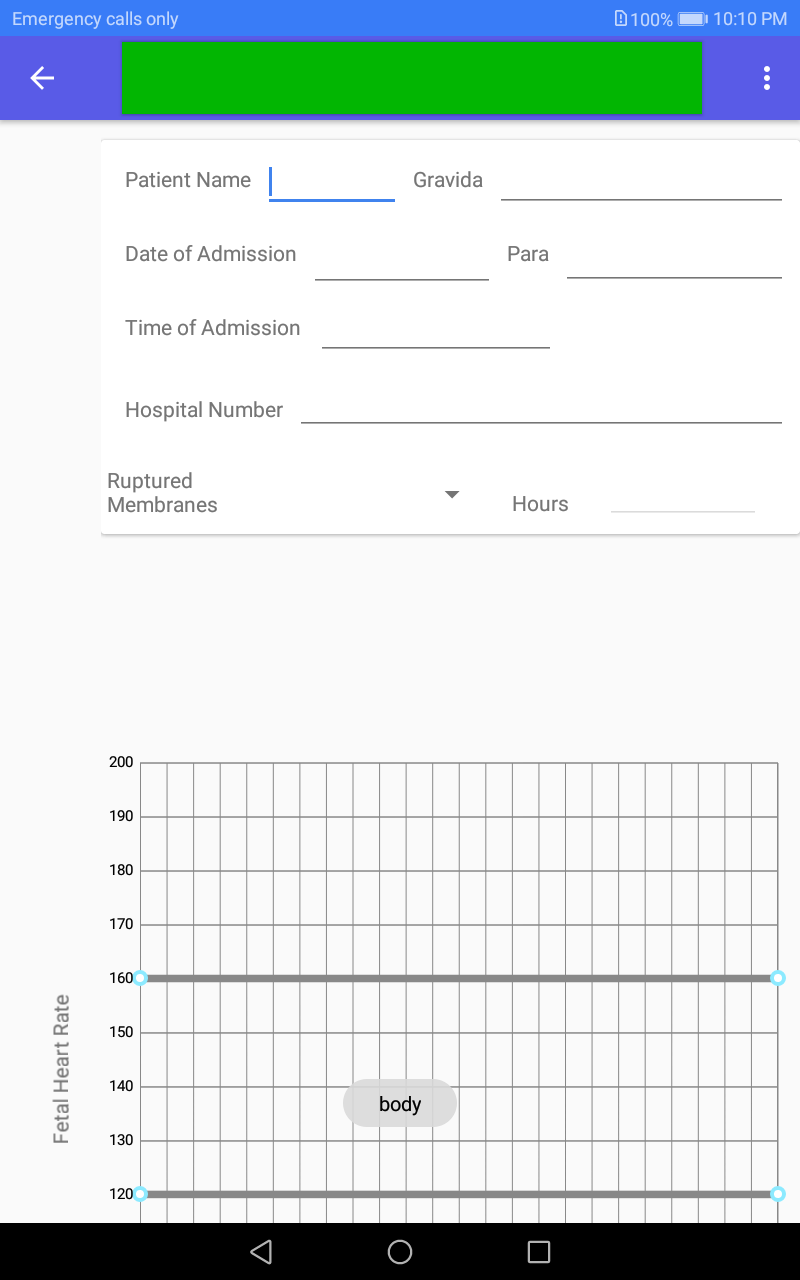 Emergency calls only 100% 10:10 PM
Patient Name Gravida
Date of Admission Para
Time of Admission
Hospital Number
Ruptured
Membranes
Hours
200
190
180
170
160
150
140
130
120
Fetal Heart Rate
body